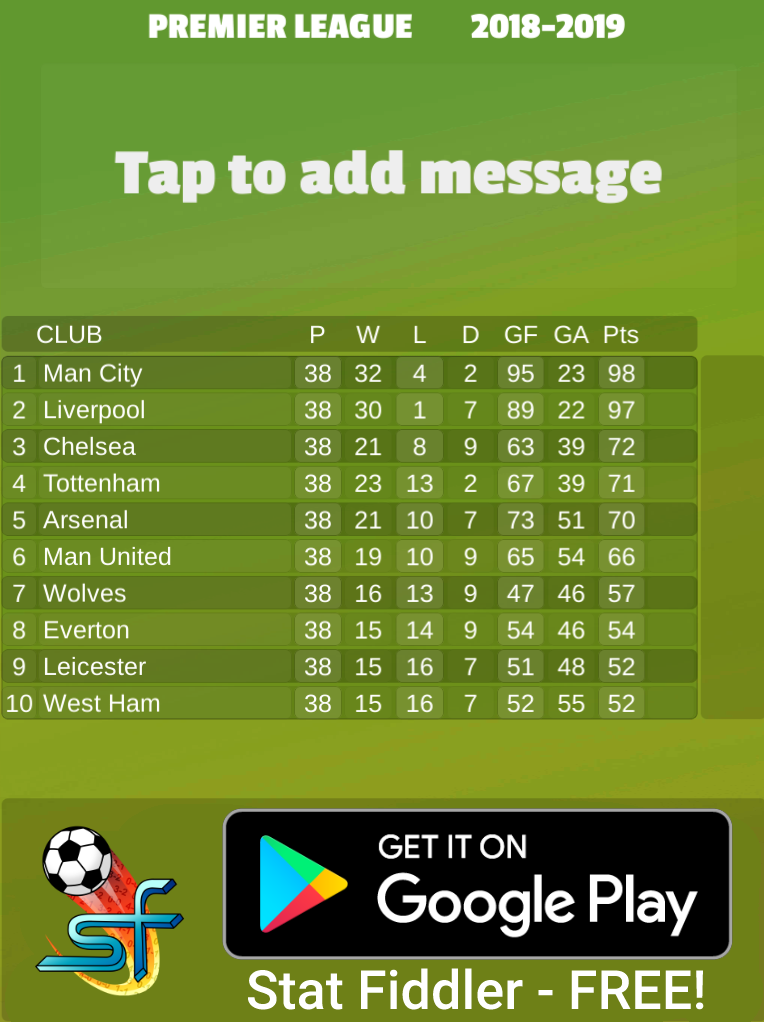 PREMIER LEAGUE 2018-2019
Tap to add message
CLUB P W L D GF GA Pts
1 Man City 38 32 4 2 95 23 98
2 Liverpool 38 30 1 7 89 22 97
3 Chelsea 38 21 8 9 63 39 72
4 Tottenham 38 23 13 2 67 39 71
5 Arsenal 38 21 10 7 73 51 70
6 Man United 38 19 10 9 65 54 66
7 Wolves 38 16 13 9 47 46 57
8 Everton 38 15 14 9 54 46 54
9 Leicester 38 15 16 7 51 48 52
10 West Ham 38 15 16 7 52 55 52
sf
GET IT ON
Google Play
Stat Fiddler - FREE!